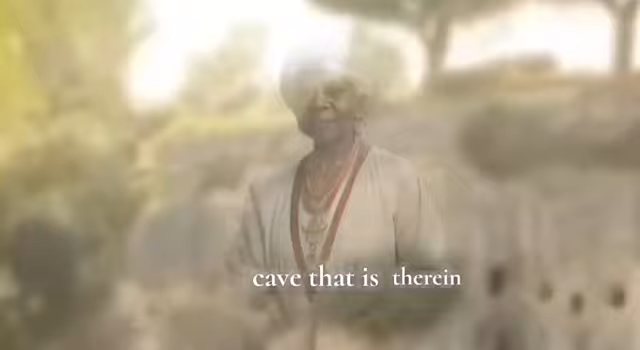 cave that is therein